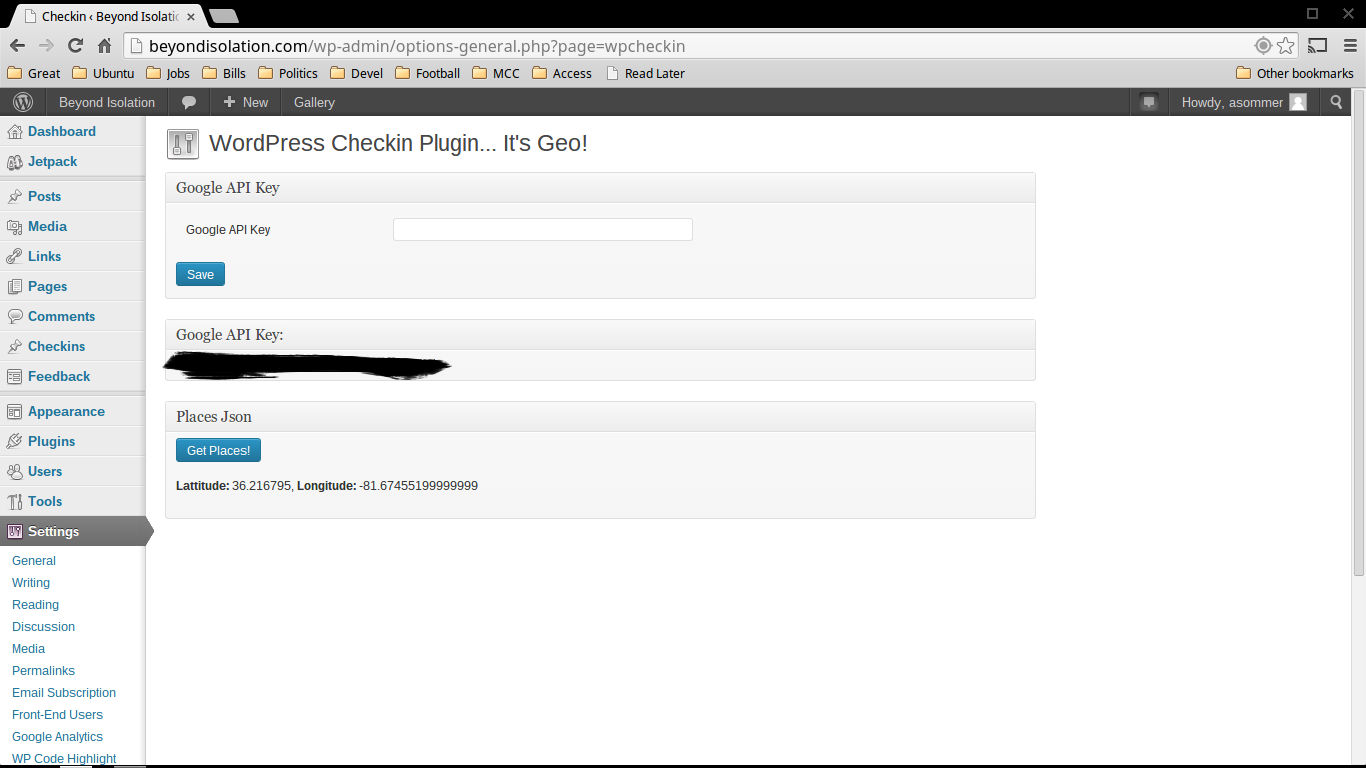 Checkin ‹ Beyond Isolatic
beyondisolation.com/wp-admin/options-general.php?page=wpcheckin
Great Ubuntu Jobs Bills Politics Devel Football MCC Access Read Later Other bookmarks
Beyond Isolation New Gallery Howdy, asommer
Dashboard
Jetpack
Posts
Media
Links
Pages
Comments
Checkins
Feedback
Appearance
Plugins
Users
Tools
Settings
General
Writing
Reading
Discussion
Media
Permalinks
Email Subscription
Front-End Users
Google Analytics
WP Code Highlight
WordPress Checkin Plugin... It's Geo!
Google API Key
Google API Key
Save
Google API Key:
Places Json
Get Places!
Lattitude: 36.216795, Longitude: -81.67455199999999